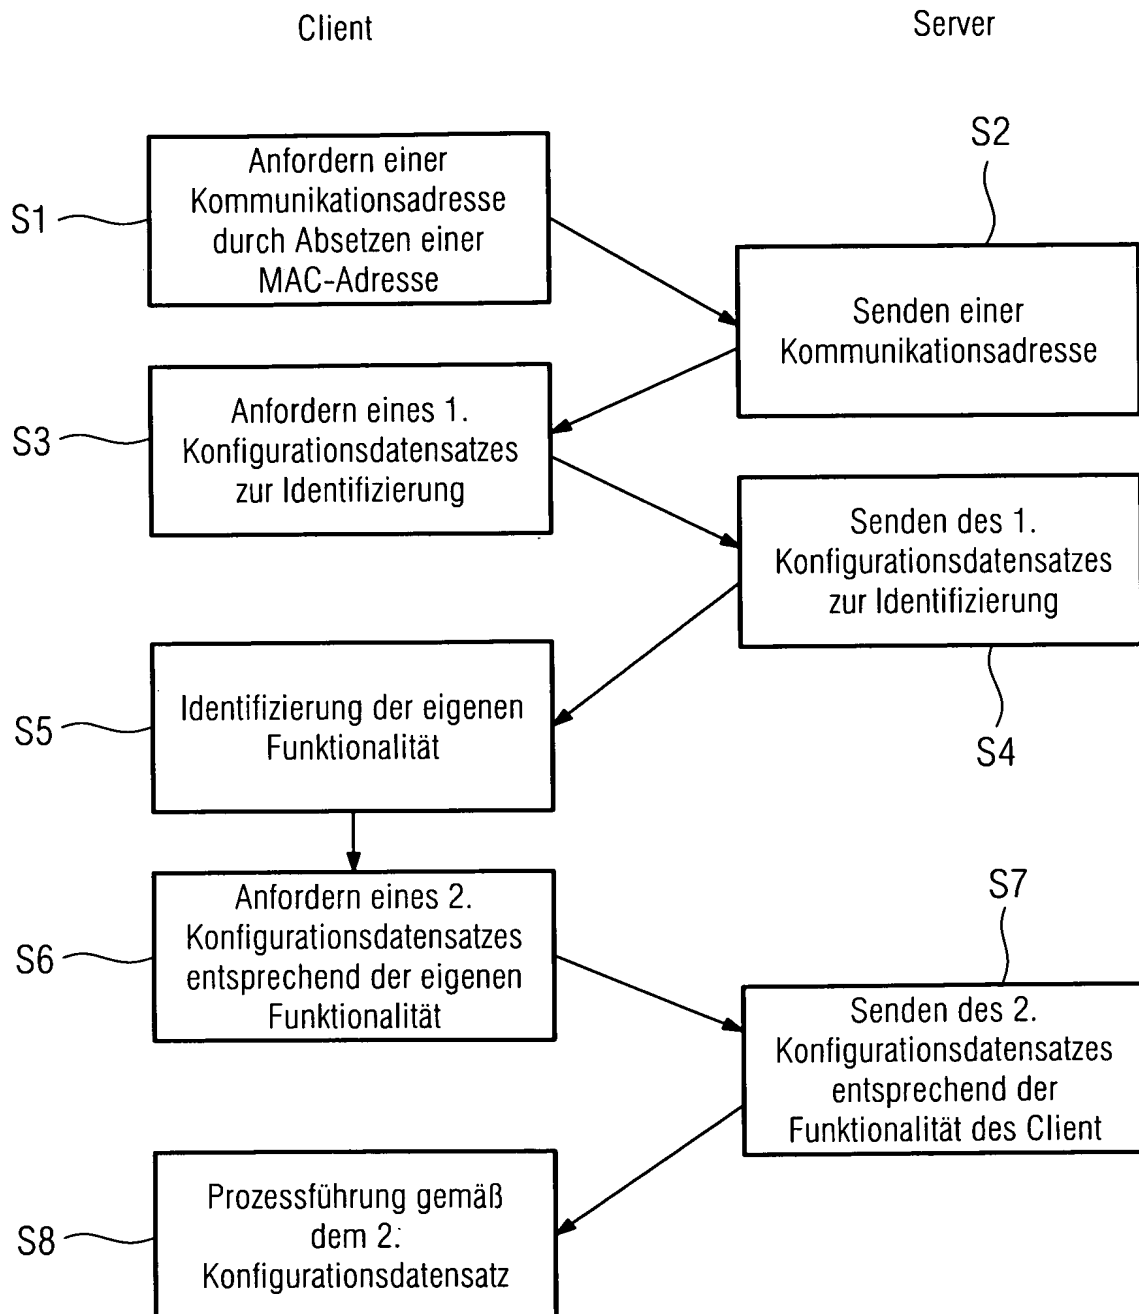 Client
Server
S1
Anfordern einer
Kommunikationsadresse
durch Absetzen einer
MAC-Adresse
S2
Senden einer
Kommunikationsadresse
S3
Anfordern eines 1.
Konfigurationsdatensatzes
zur Identifizierung
Senden des 1.
Konfigurationsdatensatzes
zur Identifizierung
S4
S5
Identifizierung der eigenen
Funktionalität
S6
Anfordern eines 2.
Konfigurationsdatensatzes
entsprechend der eigenen
Funktionalität
S7
Senden des 2.
Konfigurationsdatensatzes
entsprechend der
Funktionalität des Client
S8
Prozessführung gemäß
dem 2.
Konfigurationsdatensatz